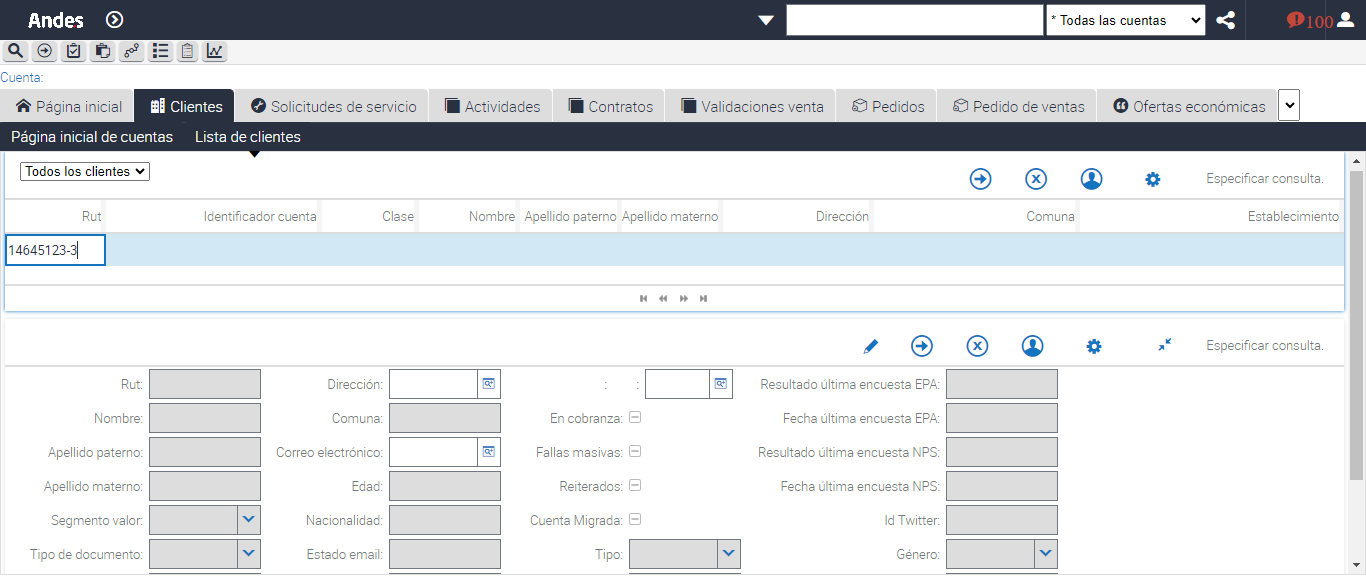 Andes
* Todas las cuentas
100
Cuenta:
Página inicial
Clientes
Solicitudes de servicio
Actividades
Contratos
Validaciones venta
Pedidos
Pedido de ventas
Ofertas económicas
Página inicial de cuentas
Lista de clientes
Todos los clientes
Especificar consulta.
Rut Identificador cuenta Clase Nombre Apellido paterno Apellido materno Dirección Comuna Establecimiento
14645123-3
Especificar consulta.
Rut: Dirección: : : Resultado última encuesta EPA:
Nombre: Comuna: En cobranza: Fecha última encuesta EPA:
Apellido paterno: Correo electrónico: Fallas masivas: Resultado última encuesta NPS:
Apellido materno: Edad: Reiterados: Fecha última encuesta NPS:
Segmento valor: Nacionalidad: Cuenta Migrada: Id Twitter:
Tipo de documento: Estado email: Tipo: Género: